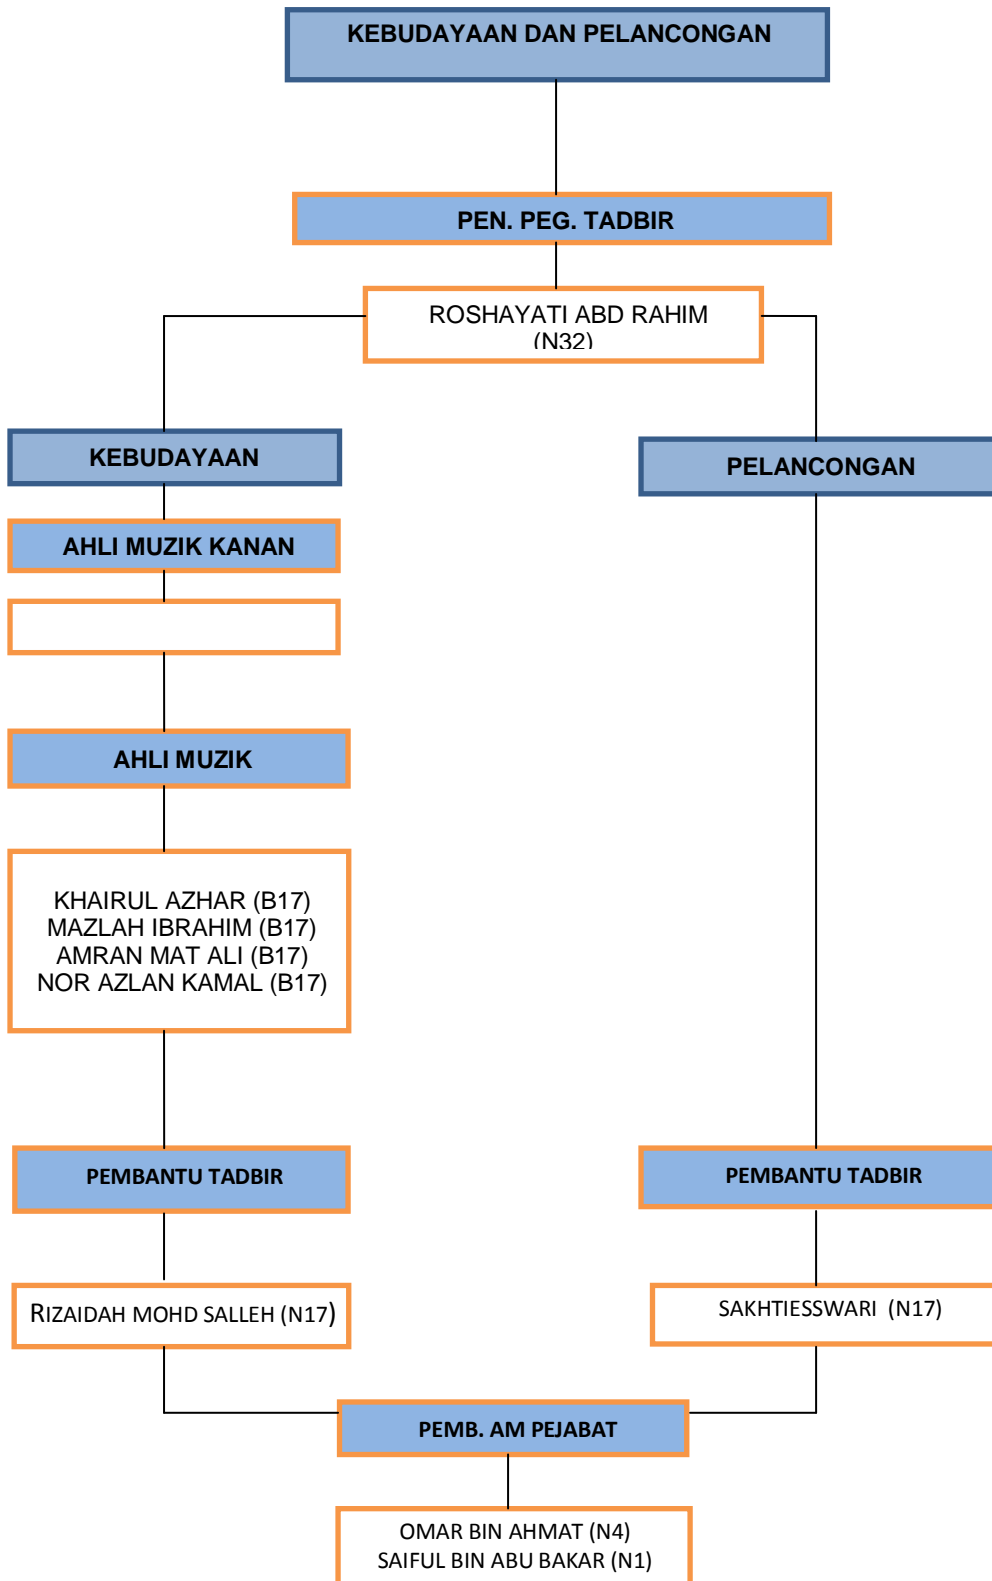 KEBUDAYAAN DAN PELANCONGAN
PEN. PEG. TADBIR
ROSHAYATI ABD RAHIM
(N32)
KEBUDAYAAN
PELANCONGAN
AHLI MUZIK KANAN
AHLI MUZIK
KHAIRUL AZHAR (B17)
MAZLAH IBRAHIM (B17)
AMRAN MAT ALI (B17)
NOR AZLAN KAMAL (B17)
PEMBANTU TADBIR
PEMBANTU TADBIR
RIZAIDAH MOHD SALLEH (N17)
SAKHTIESSWARI (N17)
PEMB. AM PEJABAT
OMAR BIN AHMAT (N4)
SAIFUL BIN ABU BAKAR (N1)